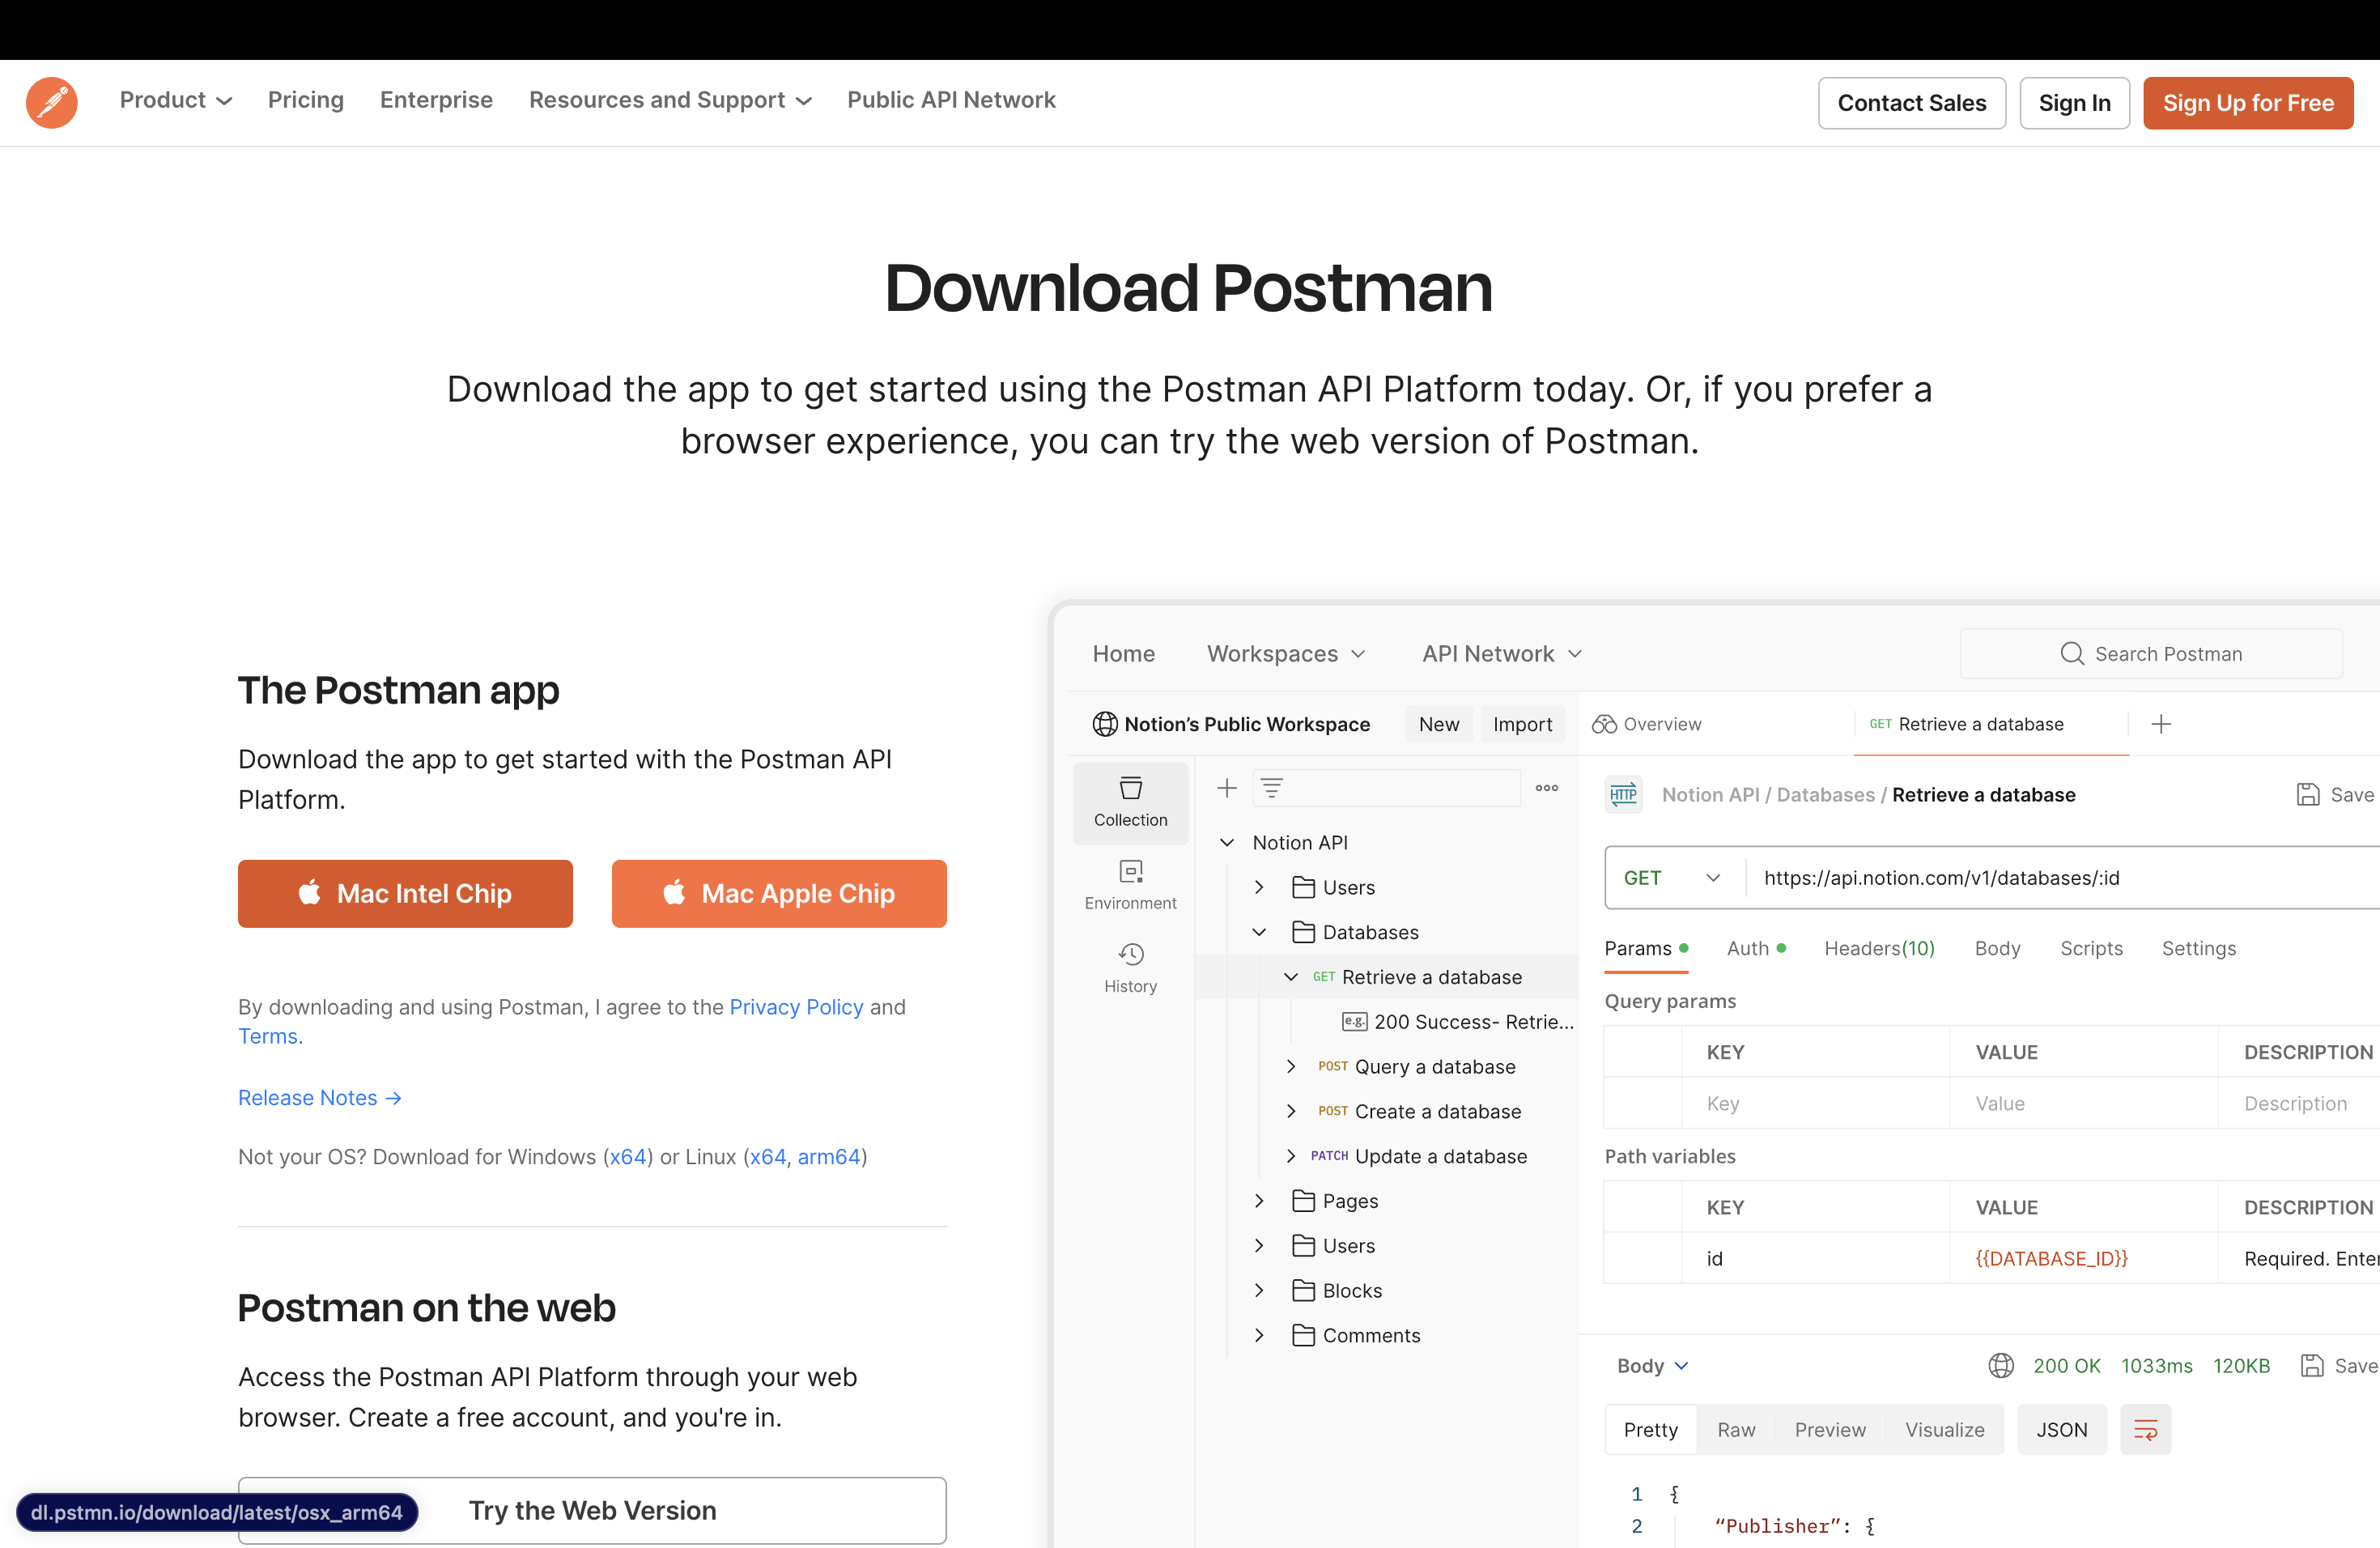 Product
Pricing
Enterprise
Resources and Support
Public API Network
Contact Sales
Sign In
Sign Up for Free
Download Postman
Download the app to get started using the Postman API Platform today. Or, if you prefer a
browser experience, you can try the web version of Postman.
The Postman app
Download the app to get started with the Postman API
Platform.
Mac Intel Chip
Mac Apple Chip
By downloading and using Postman, I agree to the Privacy Policy and
Terms.
Release Notes →
Not your OS? Download for Windows (x64) or Linux (x64, arm64)
Postman on the web
Access the Postman API Platform through your web
browser. Create a free account, and you're in.
Try the Web Version
dl.pstmn.io/download/latest/osx_arm64
Home
Workspaces
API Network
Search Postman
Notion’s Public Workspace
New
Import
Overview
GET Retrieve a database
Collection
Environment
History
Notion API
Users
Databases
GET Retrieve a database
e.g. 200 Success- Retrie...
POST Query a database
POST Create a database
PATCH Update a database
Pages
Users
Blocks
Comments
HTTP
Notion API / Databases / Retrieve a database
Save
GET
https://api.notion.com/v1/databases/:id
Params
Auth
Headers(10)
Body
Scripts
Settings
Query params
KEY VALUE DESCRIPTION
Key Value Description
Path variables
KEY VALUE DESCRIPTION
id {{DATABASE_ID}} Required. Enter
Body
200 OK 1033ms 120KB
Save
Pretty
Raw
Preview
Visualize
JSON
1 {
2 “Publisher”: {